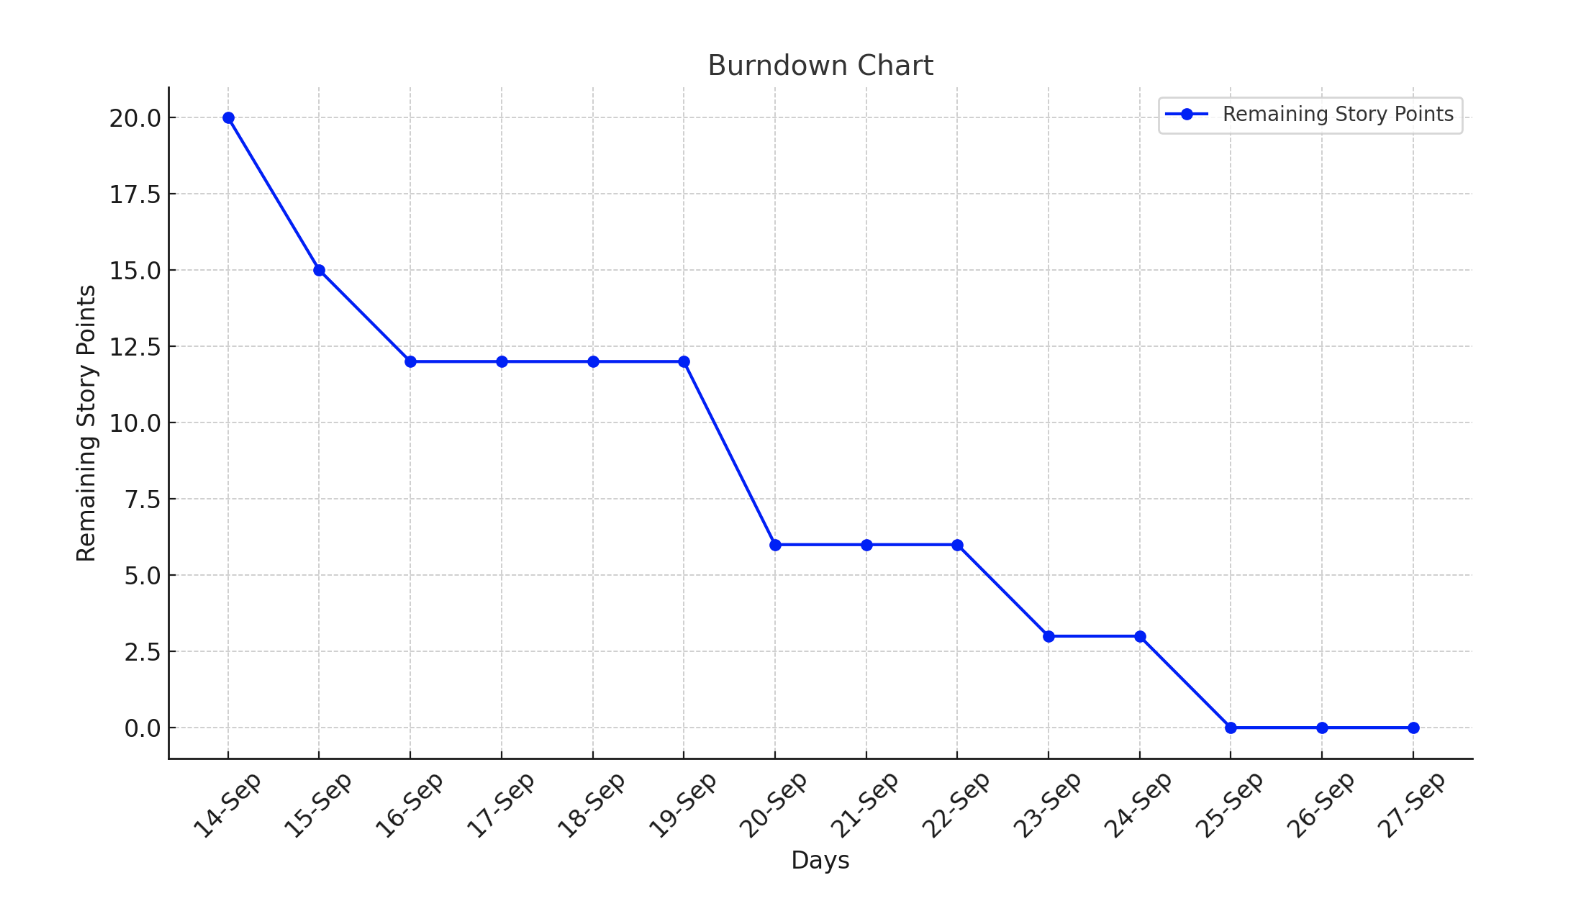 Burndown Chart
Remaining Story Points
20.0
17.5
15.0
12.5
10.0
7.5
5.0
2.5
0.0
Remaining Story Points
14-Sep
15-Sep
16-Sep
17-Sep
18-Sep
19-Sep
20-Sep
21-Sep
22-Sep
23-Sep
24-Sep
25-Sep
26-Sep
27-Sep
Days